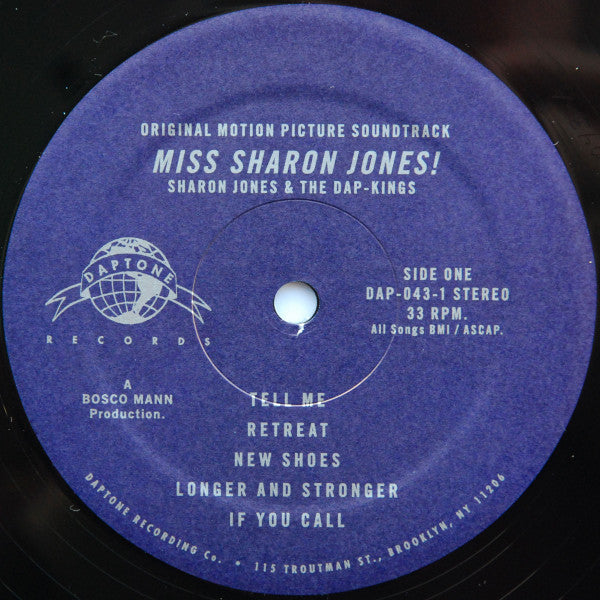 ORIGINAL MOTION PICTURE SOUNDTRACK
MISS SHARON JONES!
SHARON JONES & THE DAP-KINGS
DAPTONE
RECORDS
SIDE ONE
DAP-043-1 STEREO
33 RPM.
All Songs BMI / ASCAP.
A
BOSCO MANN
Production.
TELL ME
RETREAT
NEW SHOES
LONGER AND STRONGER
IF YOU CALL
DAPTONE RECORDING Co. • 115 TROUTMAN ST., BROOKLYN, NY 11206